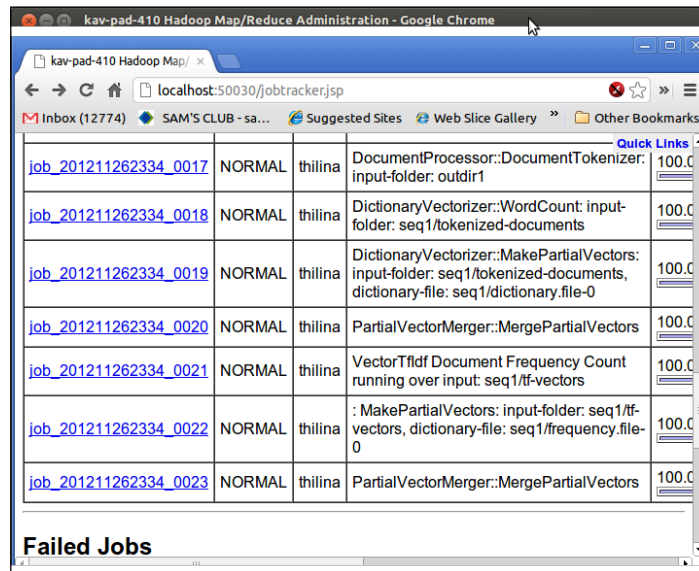 kav-pad-410 Hadoop Map/Reduce Administration - Google Chrome
kav-pad-410 Hadoop Map/
localhost:50030/jobtracker.jsp
Inbox (12774) SAM'S CLUB - sa... Suggested Sites Web Slice Gallery » Other Bookmarks
Quick Links
job_201211262334_0017 NORMAL thilina DocumentProcessor::DocumentTokenizer: 100.0
input-folder: outdir1
job_201211262334_0018 NORMAL thilina DictionaryVectorizer::WordCount: input- 100.0
folder: seq1/tokenized-documents
DictionaryVectorizer::MakePartialVectors:
job_201211262334_0019 NORMAL thilina input-folder: seq1/tokenized-documents, 100.0
dictionary-file: seq1/dictionary.file-0
job_201211262334_0020 NORMAL thilina PartialVectorMerger::MergePartialVectors 100.0
job_201211262334_0021 NORMAL thilina VectorTfIdf Document Frequency Count 100.0
running over input: seq1/tf-vectors
: MakePartialVectors: input-folder: seq1/tf-
job_201211262334_0022 NORMAL thilina vectors, dictionary-file: seq1/frequency.file- 100.0
0
job_201211262334_0023 NORMAL thilina PartialVectorMerger::MergePartialVectors 100.0
Failed Jobs